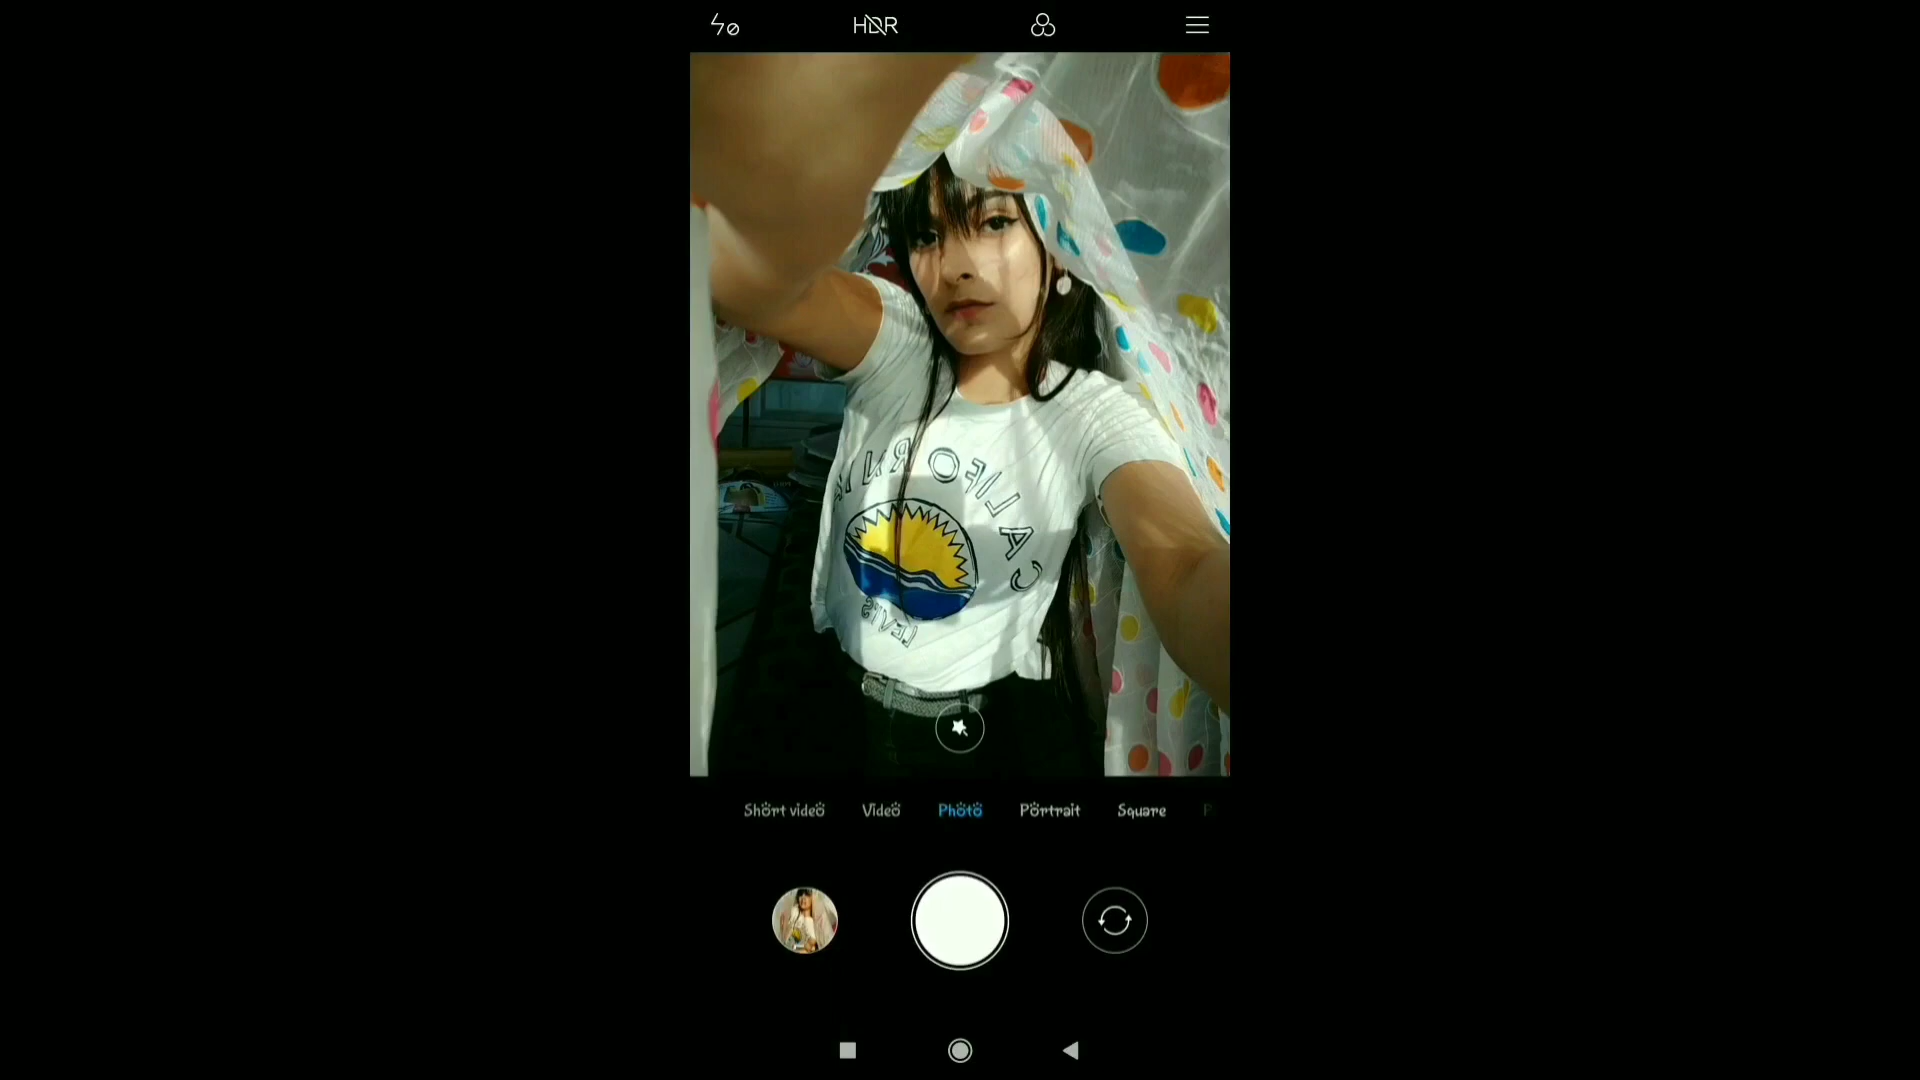 HDR
CALIFORNIA
LEVI'S
Short video Video Photo Portrait Square P